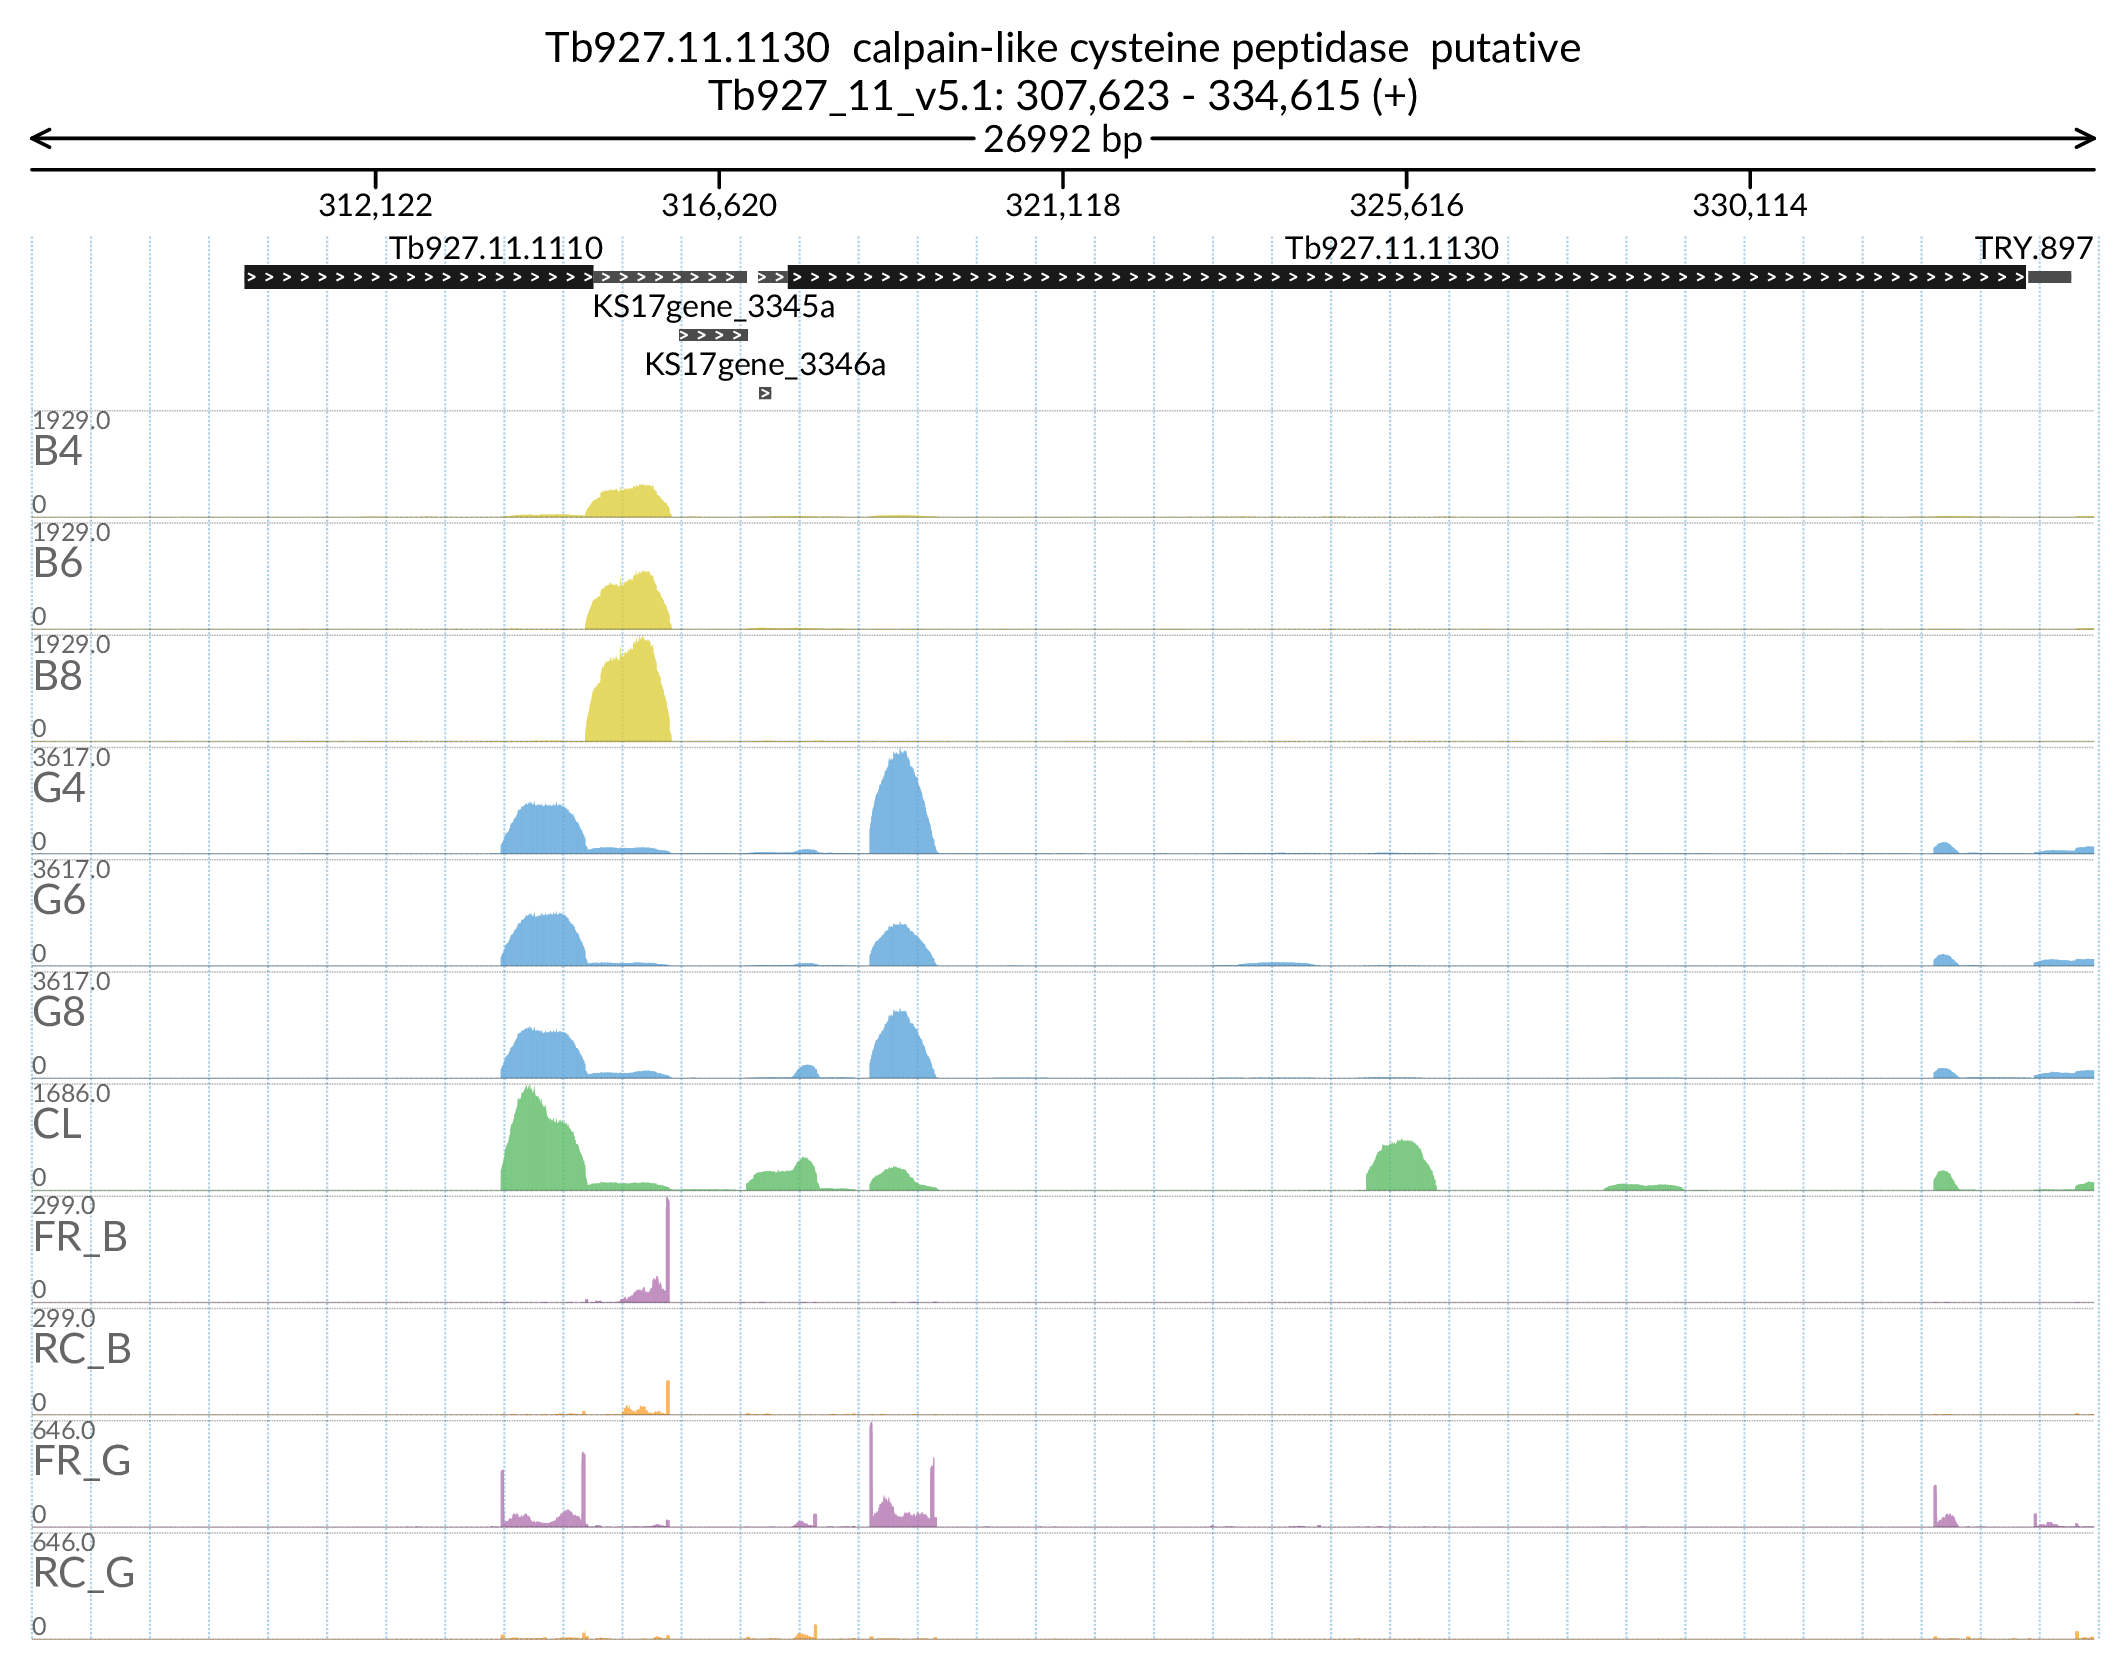 Tb927.11.1130 calpain-like cysteine peptidase putative
Tb927_11_v5.1: 307,623 - 334,615 (+)
26992 bp
312,122 316,620 321,118 325,616 330,114
Tb927.11.1110 Tb927.11.1130 TRY.897
KS17gene_3345a
KS17gene_3346a
1929.0
B4
0
1929.0
B6
0
1929.0
B8
0
3617.0
G4
0
3617.0
G6
0
3617.0
G8
0
1686.0
CL
0
299.0
FR_B
0
299.0
RC_B
0
646.0
FR_G
0
646.0
RC_G
0